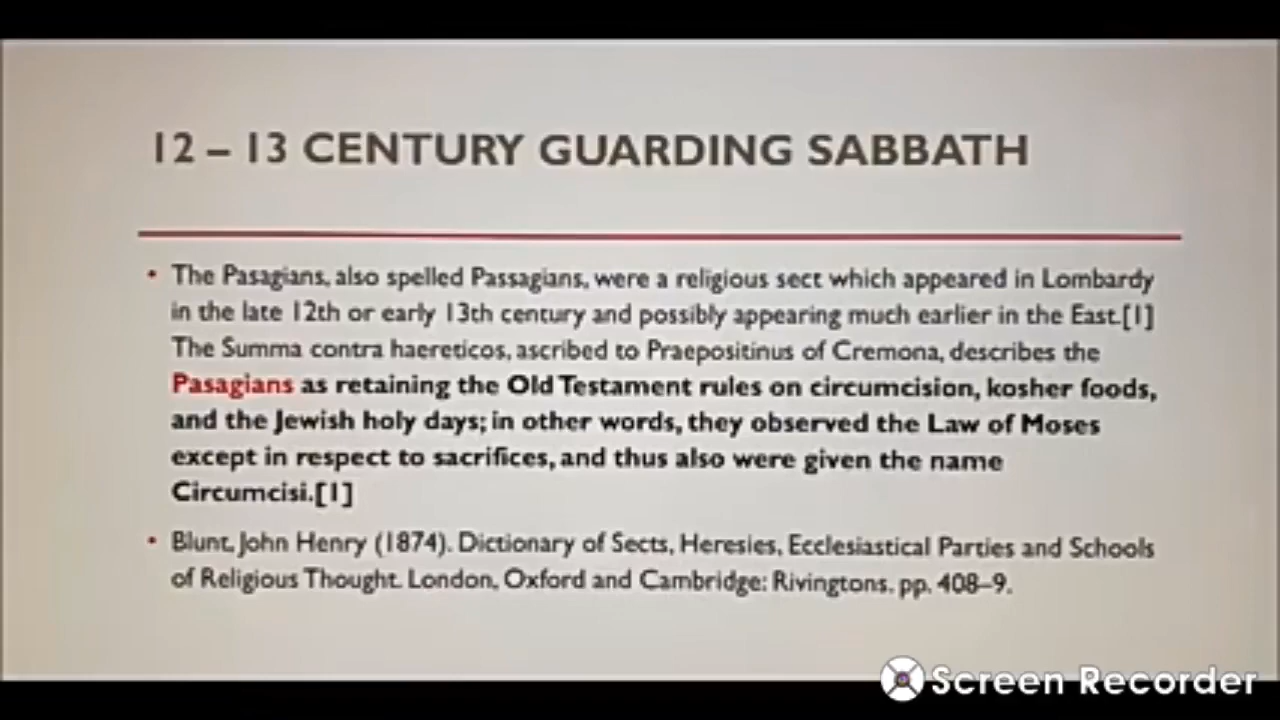 12 – 13 CENTURY GUARDING SABBATH
• The Pasagians, also spelled Passagians, were a religious sect which appeared in Lombardy
in the late 12th or early 13th century and possibly appearing much earlier in the East.[1]
The Summa contra haereticos, ascribed to Praepositinus of Cremona, describes the
Pasagians as retaining the Old Testament rules on circumcision, kosher foods,
and the Jewish holy days; in other words, they observed the Law of Moses
except in respect to sacrifices, and thus also were given the name
Circumcisi.[1]
• Blunt, John Henry (1874). Dictionary of Sects, Heresies, Ecclesiastical Parties and Schools
of Religious Thought. London, Oxford and Cambridge: Rivingtons. pp. 408–9.
Screen Recorder